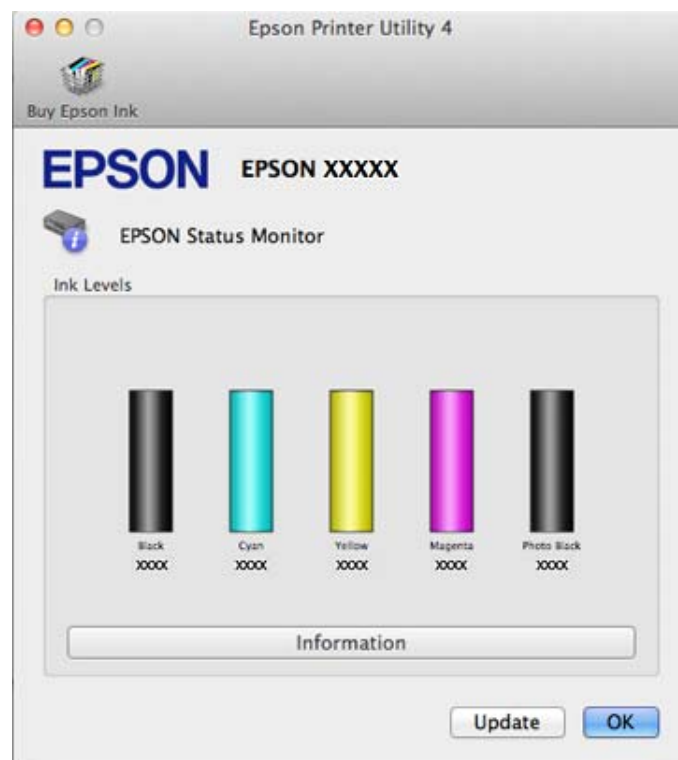 Epson Printer Utility 4
Buy Epson Ink
EPSON EPSON XXXXX
EPSON Status Monitor
Ink Levels
Black Cyan Yellow Magenta Photo Black
XXXX XXXX XXXX XXXX XXXX
Information
Update OK